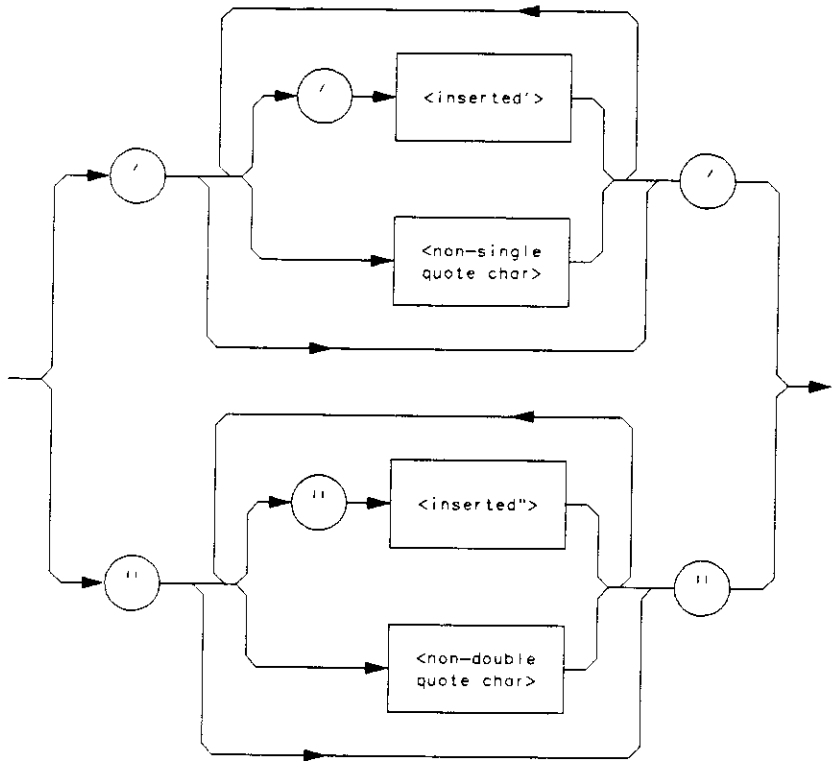 '
<inserted'>
'
'
<non-single
quote char>
"
<inserted">
"
"
<non-double
quote char>